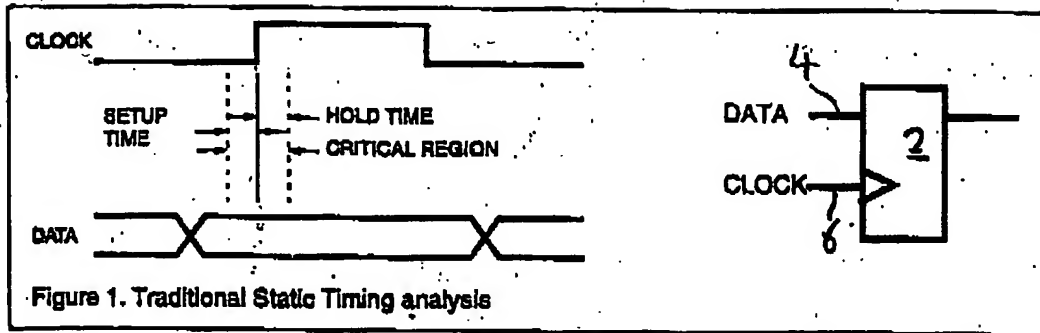 CLOCK
SETUP
TIME
HOLD TIME
CRITICAL REGION
DATA
4
DATA
2
CLOCK
6
Figure 1. Traditional Static Timing analysis